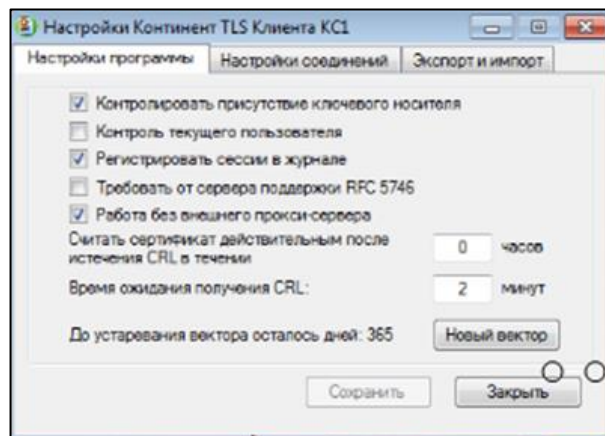 Настройки Континент TLS Клиента КС1
Настройки программы Настройки соединений Экспорт и импорт
Контролировать присутствие ключевого носителя
Контроль текущего пользователя
Регистрировать сессии в журнале
Требовать от сервера поддержки RFC 5746
Работа без внешнего прокси-сервера
Считать сертификат действительным после
истечения CRL в течении 0 часов
Время ожидания получения CRL: 2 минут
До устаревания вектора осталось дней: 365 Новый вектор
Сохранить Закрыть